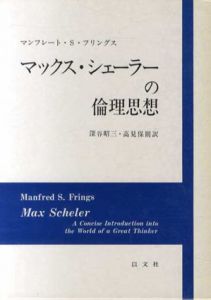 マンフレート・S・フリングス
マックス・シェーラー
の
倫理思想
深谷昭三・高見保則訳
Manfred S. Frings
Max Scheler
A Concise Introduction into
the World of a Great Thinker
以文社